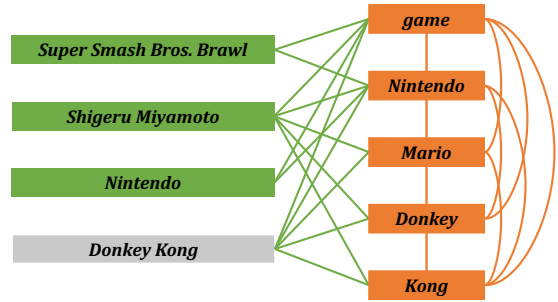 Super Smash Bros. Brawl
Shigeru Miyamoto
Nintendo
Donkey Kong
game
Nintendo
Mario
Donkey
Kong